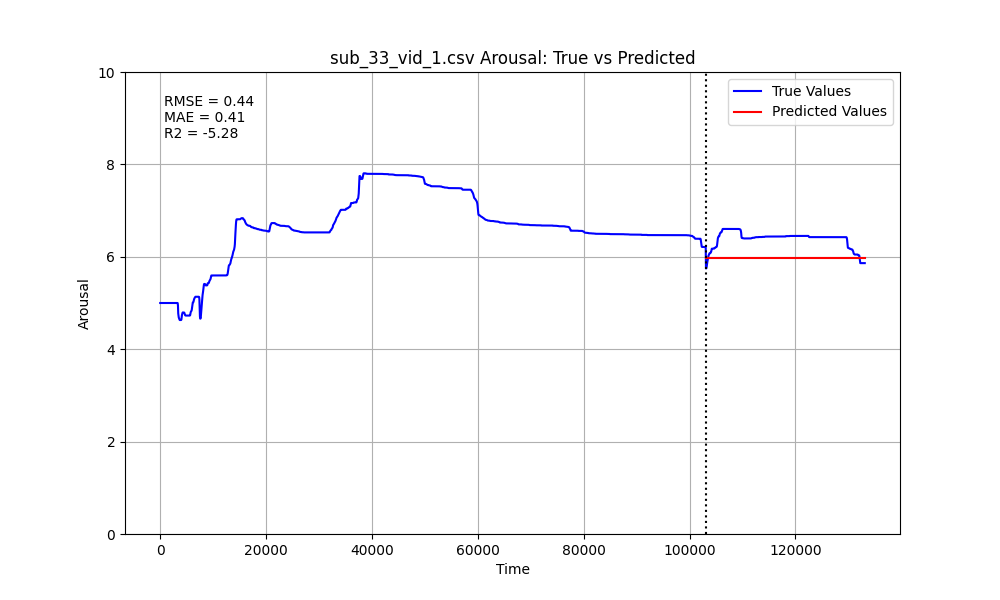 sub_33_vid_1.csv Arousal: True vs Predicted
RMSE = 0.44
MAE = 0.41
R2 = -5.28
True Values
Predicted Values
10
8
6
4
2
0
Arousal
0 20000 40000 60000 80000 100000 120000
Time